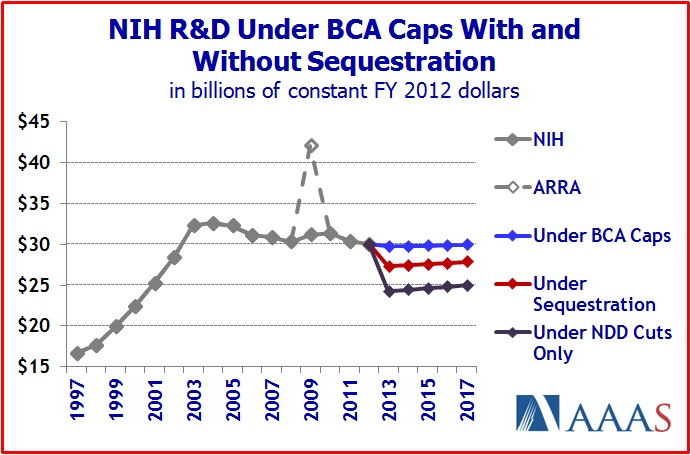 NIH R&D Under BCA Caps With and
Without Sequestration
in billions of constant FY 2012 dollars
$45
$40
$35
$30
$25
$20
$15
1997
1999
2001
2003
2005
2007
2009
2011
2013
2015
2017
NIH
ARRA
Under BCA Caps
Under
Sequestration
Under NDD Cuts
Only
AAAS